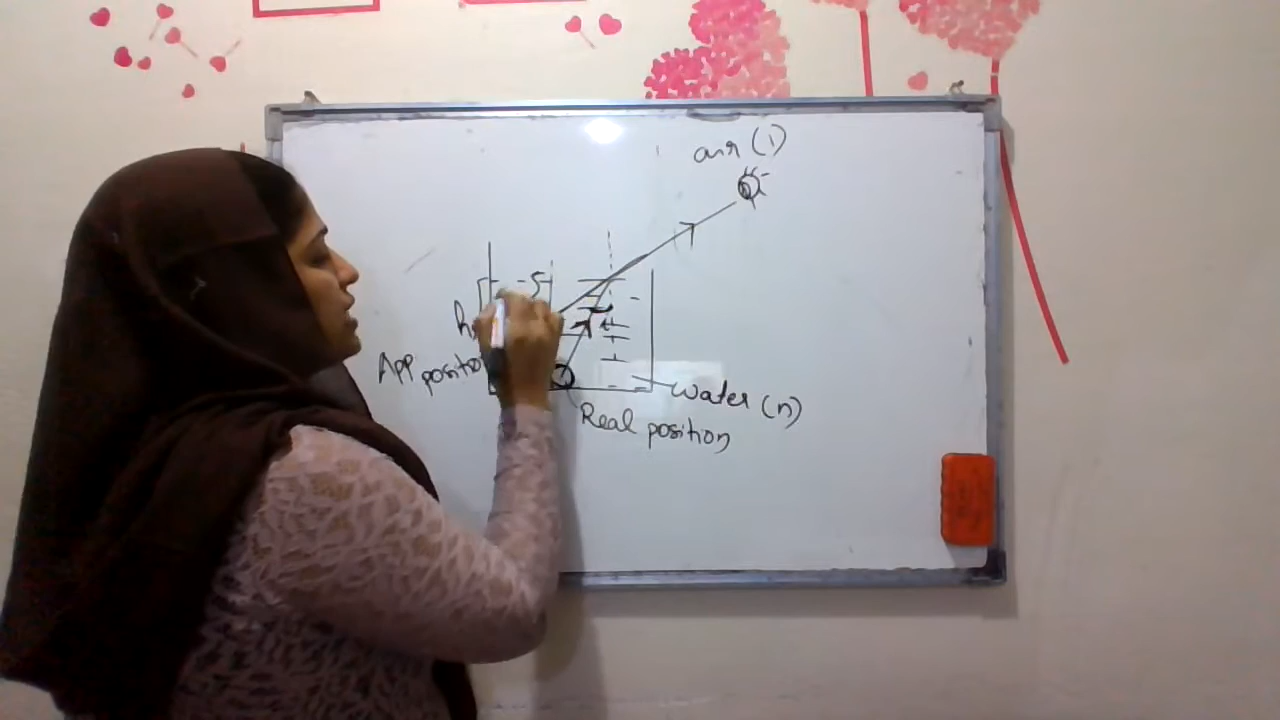 air (1)
h
App position
water (n)
Real position